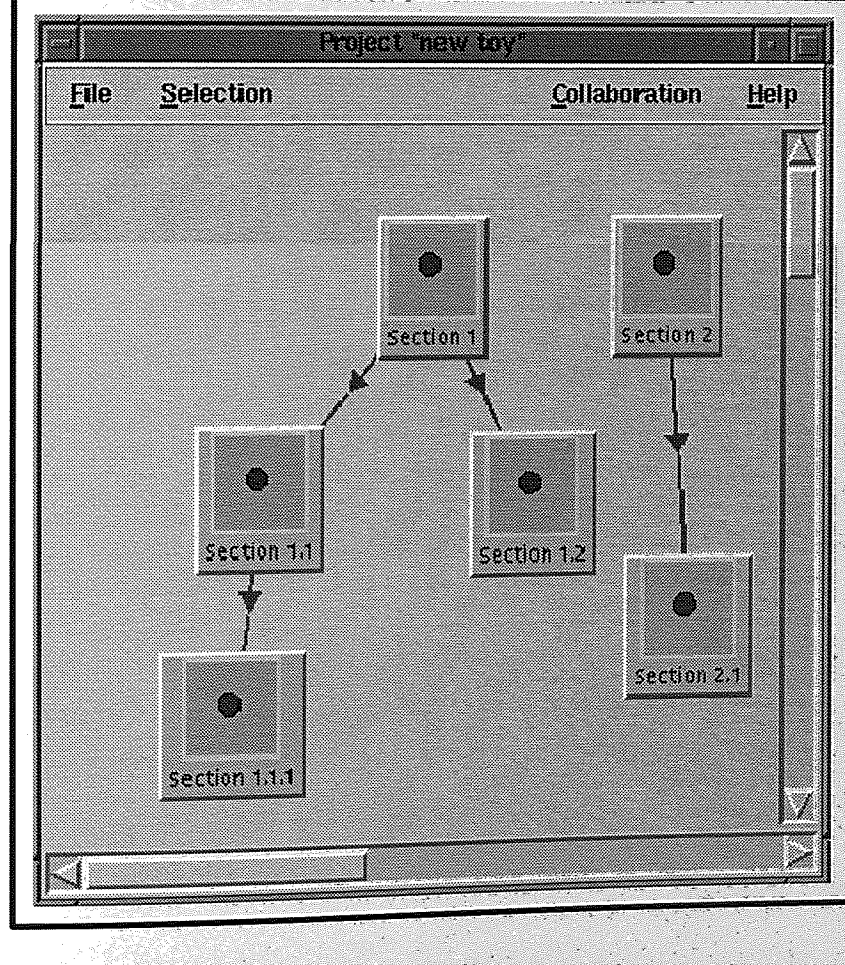 Project "new toy"
File Selection Collaboration Help
Section 1
Section 2
Section 1.1
Section 1.2
Section 2.1
Section 1.1.1